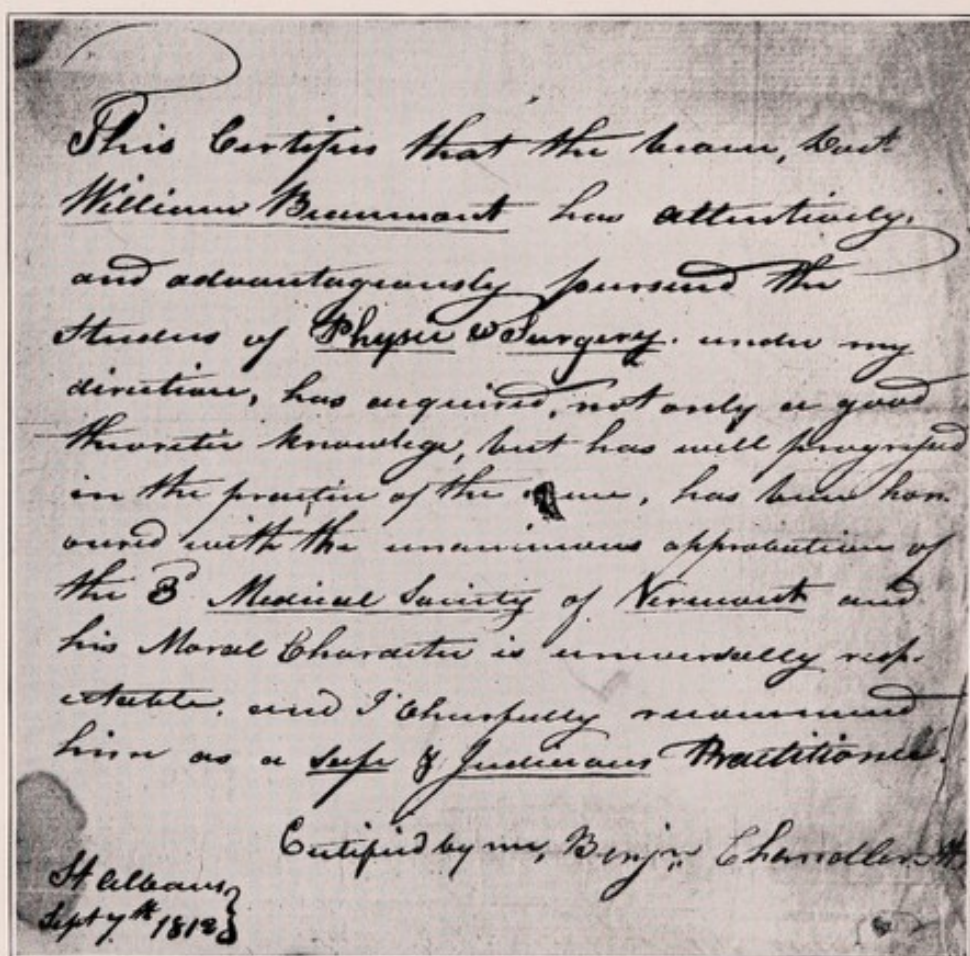 This Certifies that the bearer, Doct.
William Beaumont has attentively,
and advantageously pursued the
Studies of Physic & Surgery. under my
direction, has acquired, not only a good
theoretic knowledge, but has well progressed
in the practice of the same, has been hon-
oured with the unanimous approbation of
the 3d Medical Society of Vermont and
his Moral Character is universally resp-
ectable, and I Chearfully recommend
him as a safe & Judicious Practitioner.
Certified by me, Benjn. Chandler
St Albans,
Sept 7th 1812